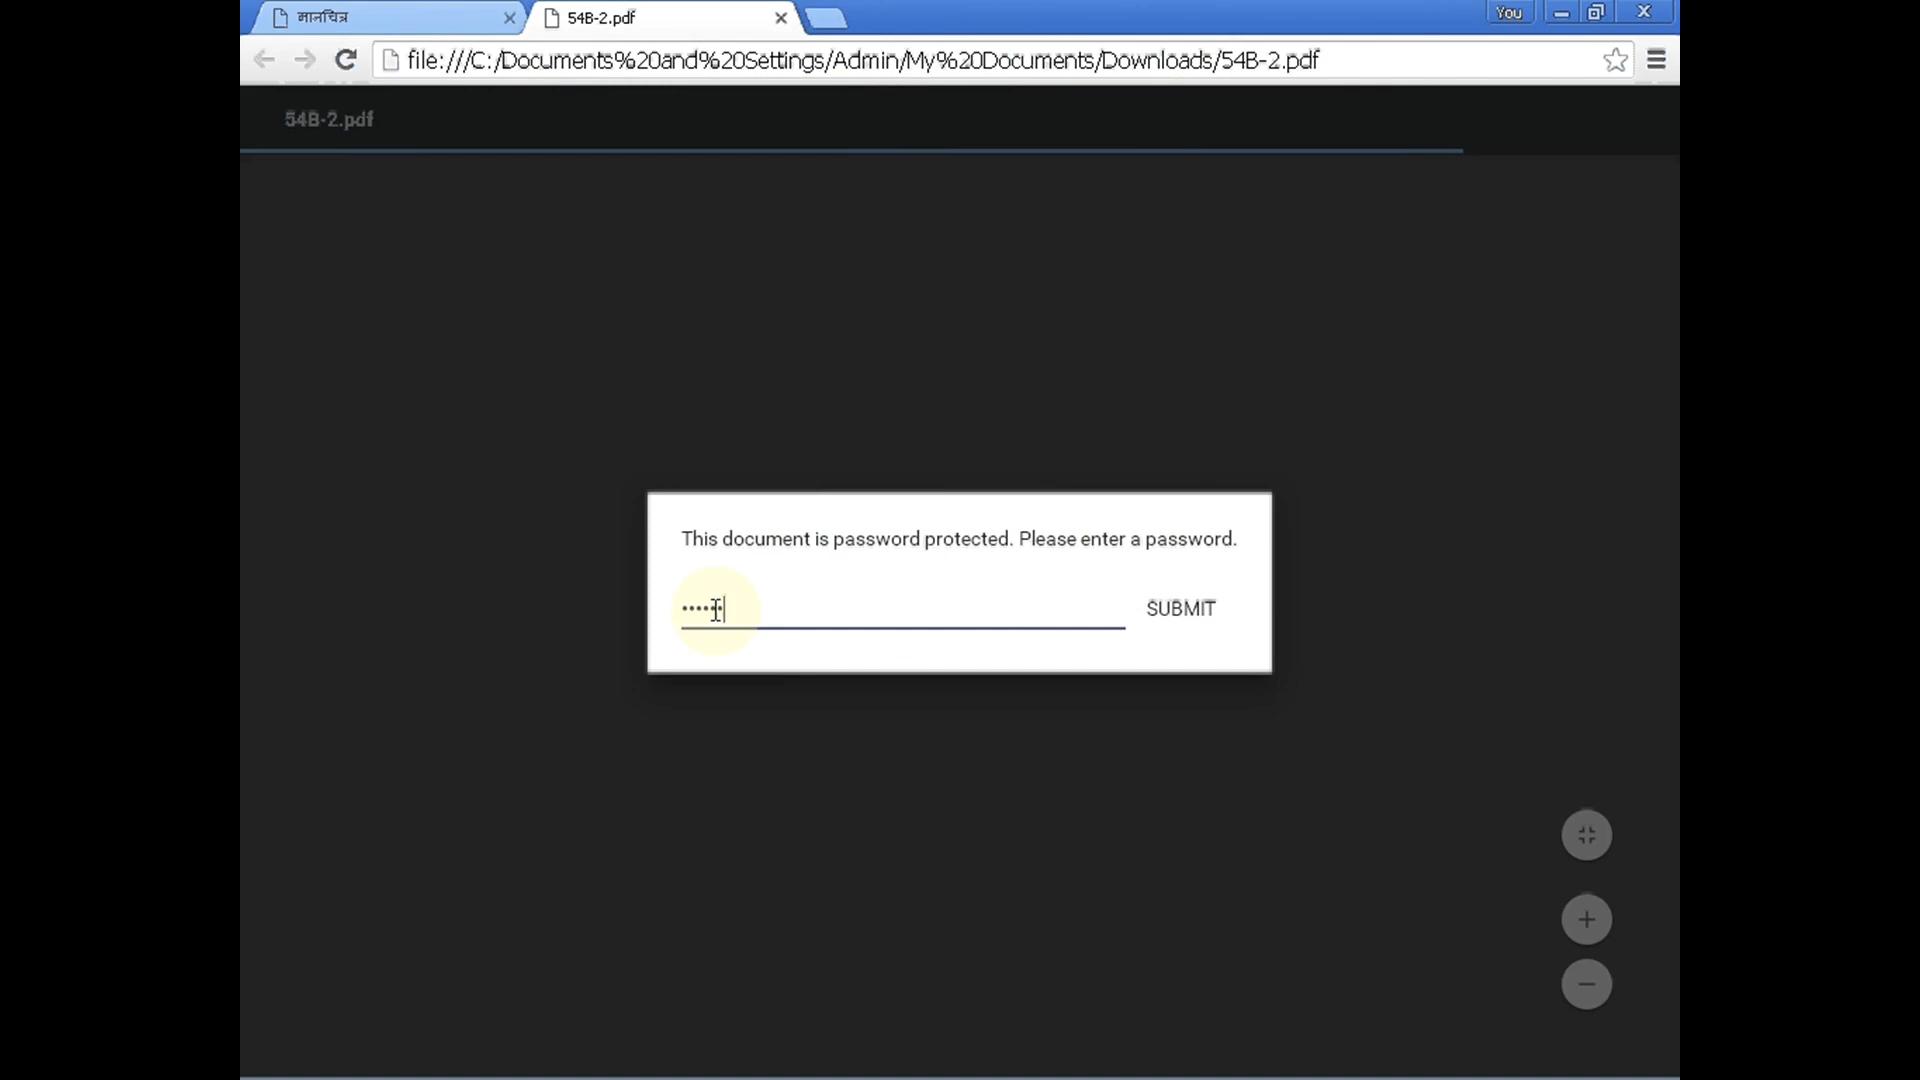 मानचित्र
54B-2.pdf
You
file:///C:/Documents%20and%20Settings/Admin/My%20Documents/Downloads/54B-2.pdf
54B-2.pdf
This document is password protected. Please enter a password.
SUBMIT